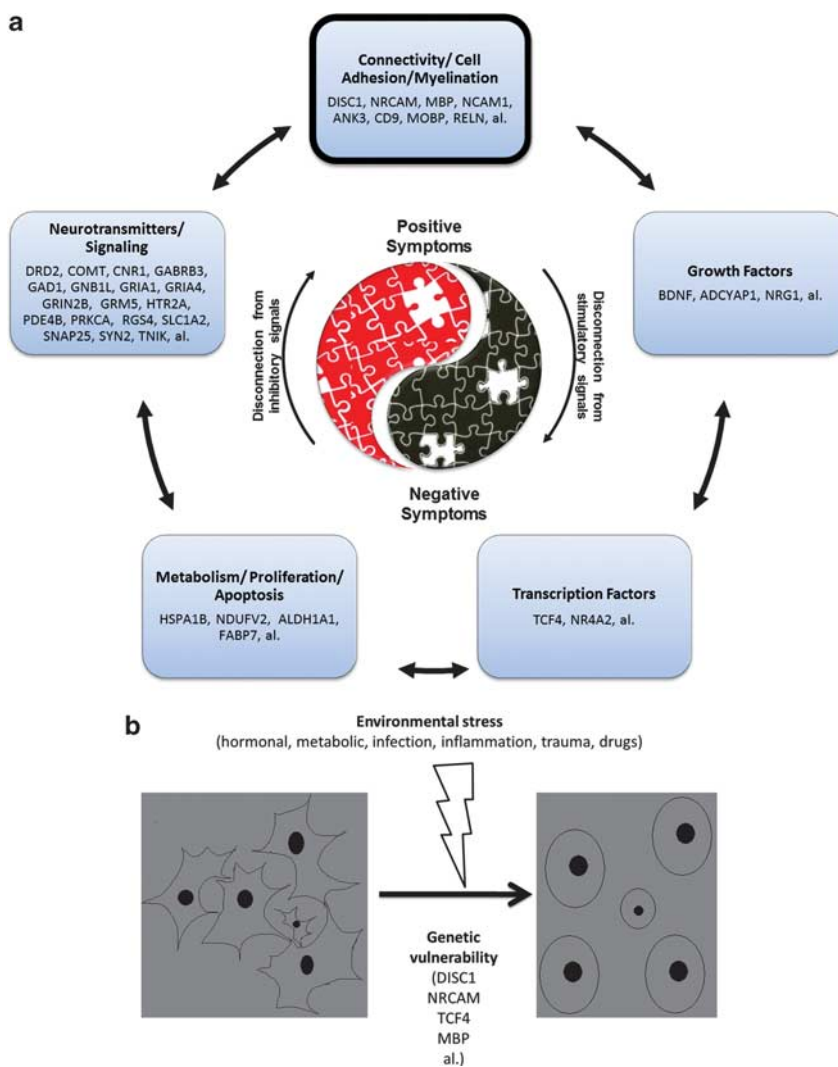 a
Connectivity/ Cell
Adhesion/Myelination
DISC1, NRCAM, MBP, NCAM1,
ANK3, CD9, MOBP, RELN, al.
Neurotransmitters/
Signaling
DRD2, COMT, CNR1, GABRB3,
GAD1, GNB1L, GRIA1, GRIA4,
GRIN2B, GRM5, HTR2A,
PDE4B, PRKCA, RGS4, SLC1A2,
SNAP25, SYN2, TNIK, al.
Positive
Symptoms
Disconnection from
inhibitory signals
Disconnection from
stimulatory signals
Negative
Symptoms
Growth Factors
BDNF, ADCYAP1, NRG1, al.
Metabolism/ Proliferation/
Apoptosis
HSPA1B, NDUFV2, ALDH1A1,
FABP7, al.
Transcription Factors
TCF4, NR4A2, al.
b
Environmental stress
(hormonal, metabolic, infection, inflammation, trauma, drugs)
Genetic
vulnerability
(DISC1
NRCAM
TCF4
MBP
al.)